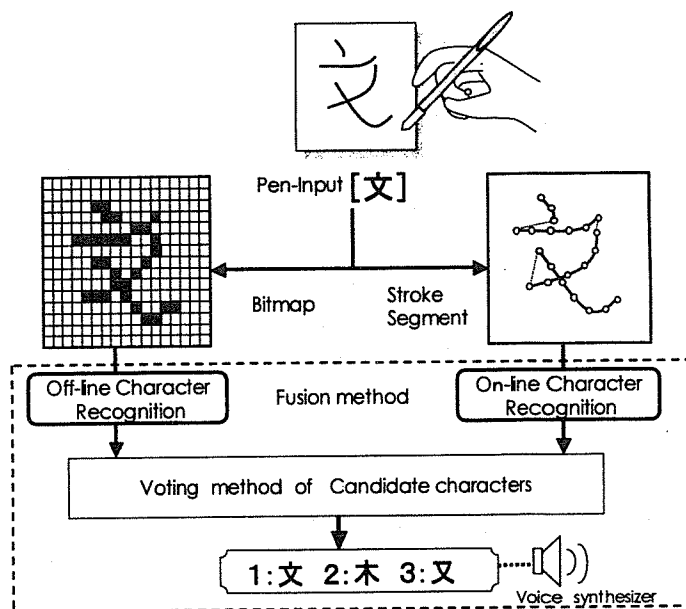 文
Pen-Input [文]
Bitmap
Stroke
Segment
Off-line Character
Recognition
Fusion method
On-line Character
Recognition
Voting method of Candidate characters
1:文 2:木 3:又
Voice synthesizer